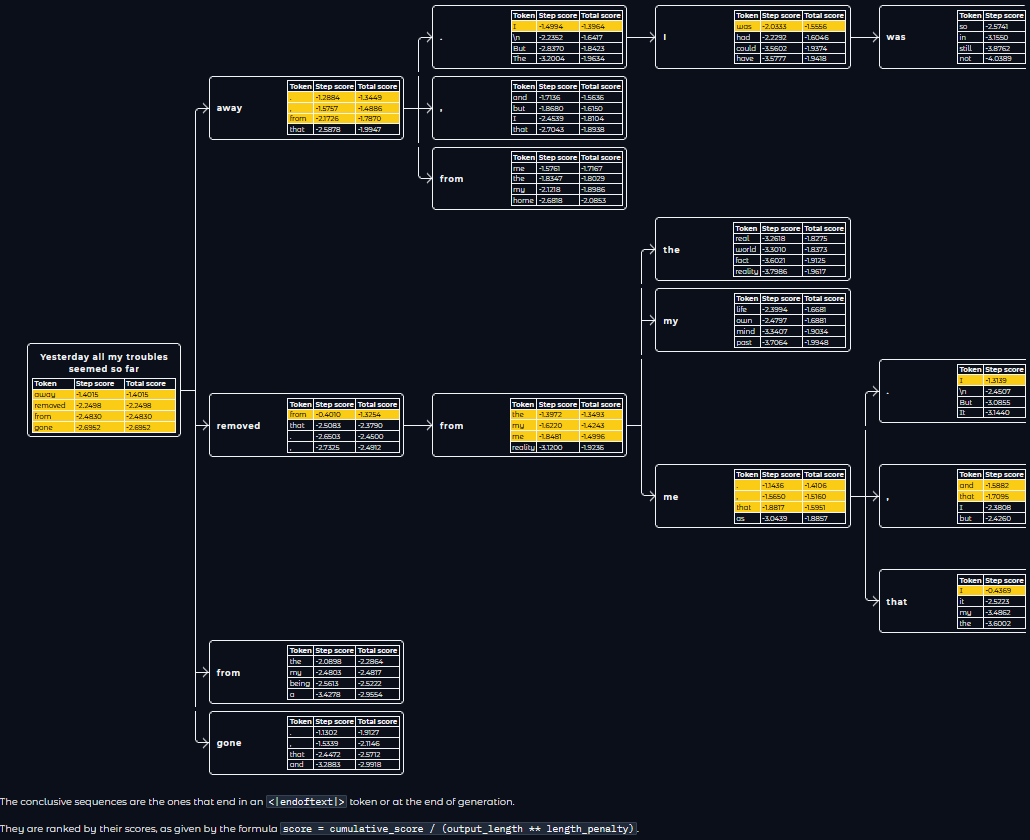 .
Token Step score Total score
I -1.4994 -1.3964
\n -2.2352 -1.6417
But -2.8370 -1.8423
The -3.2004 -1.9634
I
Token Step score Total score
was -2.0333 -1.5556
had -2.2292 -1.6046
could -3.5602 -1.9374
have -3.5777 -1.9418
was
Token Step score
so -2.5741
in -3.1550
still -3.8762
not -4.0389
away
Token Step score Total score
. -1.2884 -1.3449
, -1.5757 -1.4886
from -2.1726 -1.7870
that -2.5878 -1.9947
,
Token Step score Total score
and -1.7136 -1.5636
but -1.8680 -1.6150
I -2.4539 -1.8104
that -2.7043 -1.8938
from
Token Step score Total score
me -1.5761 -1.7167
the -1.8347 -1.8029
my -2.1218 -1.8986
home -2.6818 -2.0853
the
Token Step score Total score
real -3.2618 -1.8275
world -3.3010 -1.8373
fact -3.6021 -1.9125
reality -3.7986 -1.9617
my
Token Step score Total score
life -2.3994 -1.6681
own -2.4797 -1.6881
mind -3.3407 -1.9034
past -3.7064 -1.9948
Yesterday all my troubles
seemed so far
Token Step score Total score
away -1.4015 -1.4015
removed -2.2498 -2.2498
from -2.4830 -2.4830
gone -2.6952 -2.6952
.
Token Step score
I -1.3139
\n -2.4507
But -3.0855
It -3.1440
removed
Token Step score Total score
from -0.4010 -1.3254
that -2.5083 -2.3790
. -2.6503 -2.4500
, -2.7325 -2.4912
from
Token Step score Total score
the -1.3972 -1.3493
my -1.6220 -1.4243
me -1.8481 -1.4996
reality -3.1200 -1.9236
me
Token Step score Total score
. -1.1436 -1.4106
, -1.5650 -1.5160
that -1.8817 -1.5951
as -3.0439 -1.8857
,
Token Step score
and -1.5882
that -1.7095
I -2.3808
but -2.4260
that
Token Step score
I -0.4369
it -2.5223
my -3.4862
the -3.6002
from
Token Step score Total score
the -2.0898 -2.2864
my -2.4803 -2.4817
being -2.5613 -2.5222
a -3.4278 -2.9554
gone
Token Step score Total score
. -1.1302 -1.9127
, -1.5339 -2.1146
that -2.4472 -2.5712
and -3.2883 -2.9918
The conclusive sequences are the ones that end in an <|endoftext|> token or at the end of generation.
They are ranked by their scores, as given by the formula score = cumulative_score / (output_length ** length_penalty).